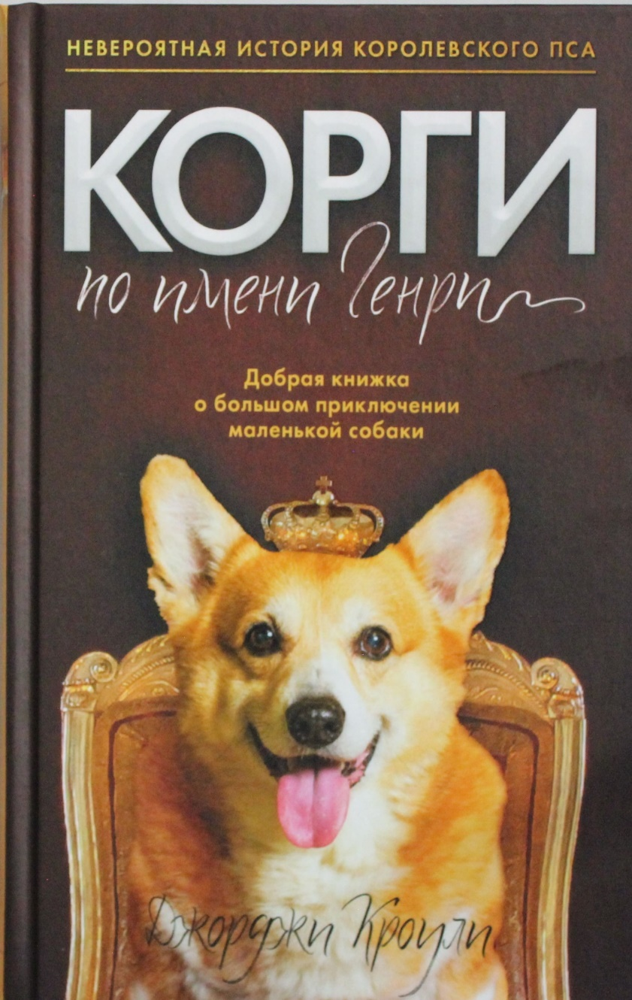 НЕВЕРОЯТНАЯ ИСТОРИЯ КОРОЛЕВСКОГО ПСА
КОРГИ
по имени Генри
Добрая книжка
о большом приключении
маленькой собаки
Джорджи Кроули